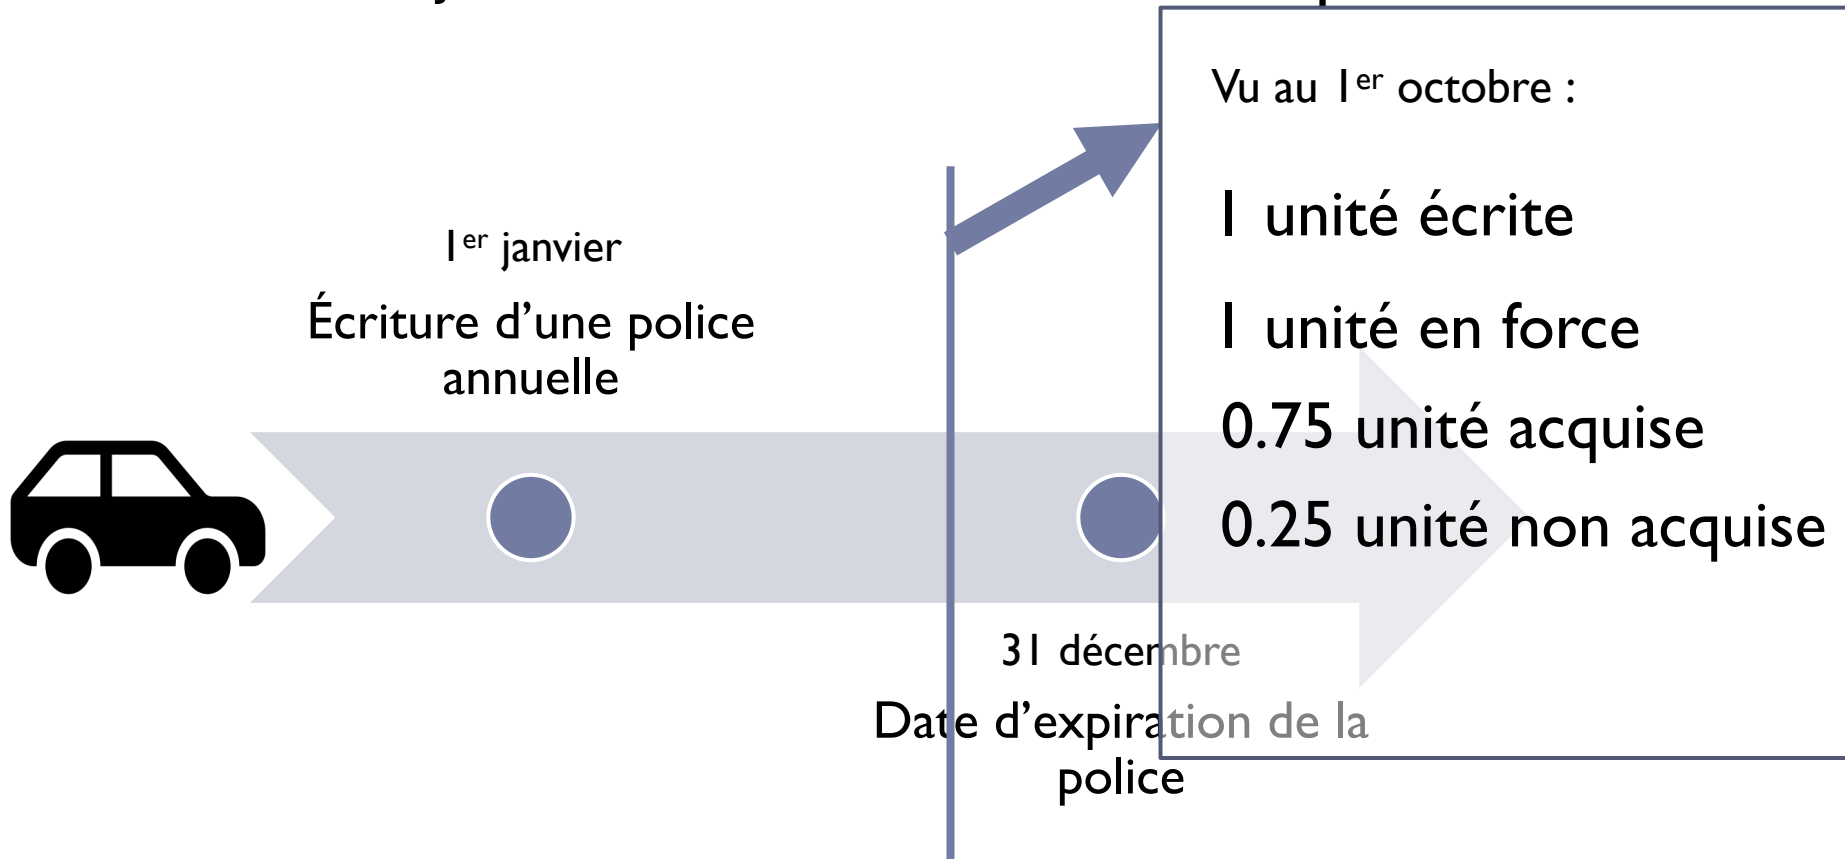 1er janvier
Écriture d'une police
annuelle
31 décembre
Date d'expiration de la
police
Vu au 1er octobre :
1 unité écrite
1 unité en force
0.75 unité acquise
0.25 unité non acquise